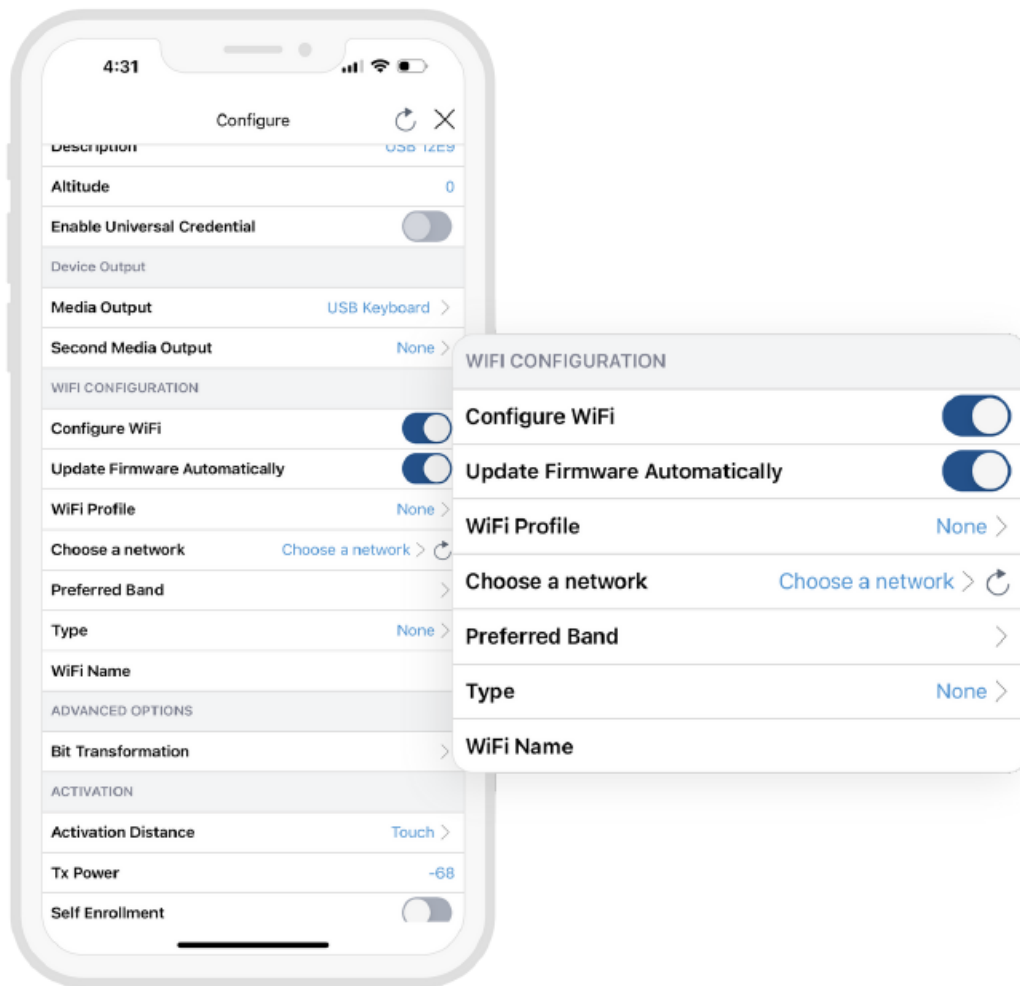 4:31
Configure
Description USB 12E9
Altitude 0
Enable Universal Credential
Device Output
Media Output USB Keyboard
Second Media Output None
WIFI CONFIGURATION
Configure WiFi
Update Firmware Automatically
WiFi Profile None
Choose a network Choose a network
Preferred Band
Type None
WiFi Name
ADVANCED OPTIONS
Bit Transformation
ACTIVATION
Activation Distance Touch
Tx Power -68
Self Enrollment
WIFI CONFIGURATION
Configure WiFi
Update Firmware Automatically
WiFi Profile None
Choose a network Choose a network
Preferred Band
Type None
WiFi Name